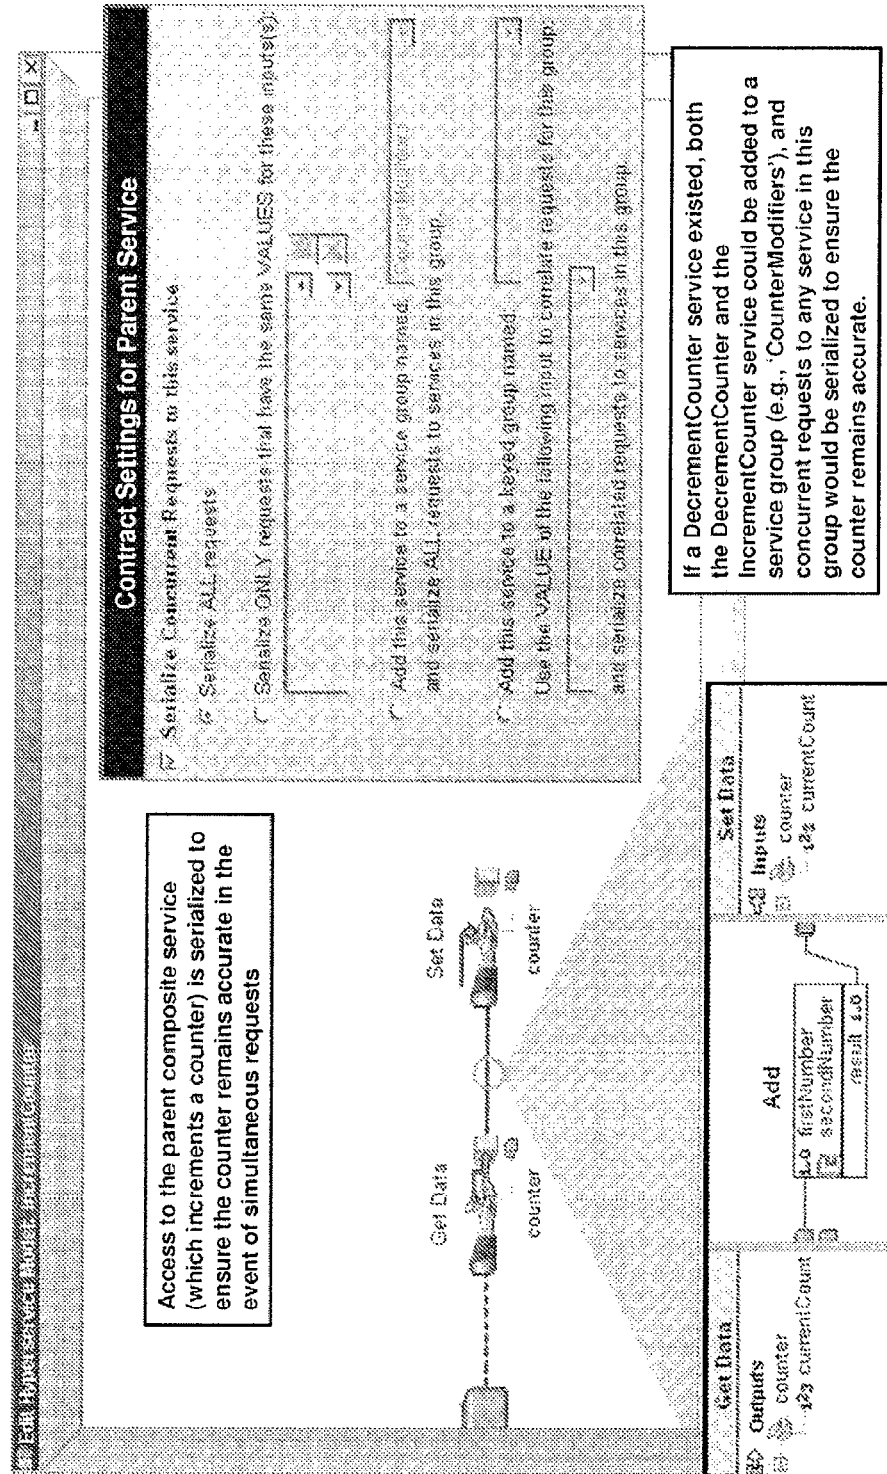 Access to the parent composite service
(which increments a counter) is serialized to
ensure the counter remains accurate in the
event of simultaneous requests
Get Data
counter
Set Data
counter
Contract Settings for Parent Service
Serialize Concurrent Requests to this service
Serialize ALL requests
Serialize ONLY requests that have the same VALUES for these inputs(s):
Add this service to a service group named,
and serialize ALL requests to services in this group.
Add this service to a keyed group named
Use the VALUE of the following input to correlate requests for this group:
and serialize correlated requests to services in this group.
Get Data
Outputs
counter
123 currentCount
Add
1.0 firstNumber
secondNumber
result 1.0
Set Data
Inputs
counter
123 currentCount
If a DecrementCounter service existed, both
the DecrementCounter and the
IncrementCounter service could be added to a
service group (e.g., 'CounterModifiers'), and
concurrent requests to any service in this
group would be serialized to ensure the
counter remains accurate.